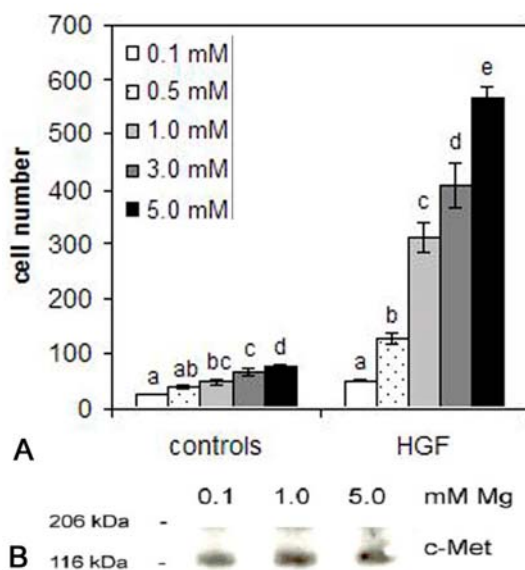 700
600
500
400
300
200
100
0
cell number
0.1 mM
0.5 mM
1.0 mM
3.0 mM
5.0 mM
a ab bc c d
a b c d e
controls HGF
A
0.1 1.0 5.0 mM Mg
206 kDa -
c-Met
B 116 kDa -